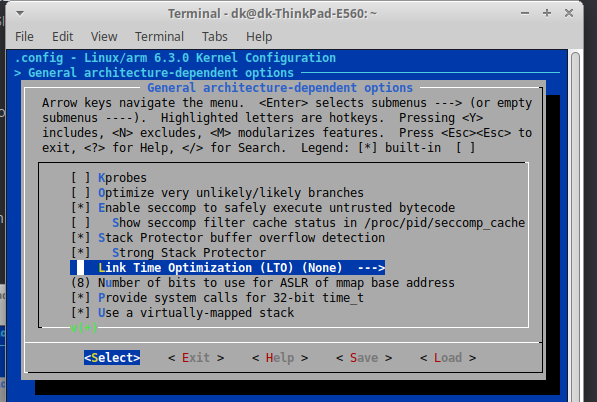 Terminal - dk@dk-ThinkPad-E560: ~
File Edit View Terminal Tabs Help
.config - Linux/arm 6.3.0 Kernel Configuration
> General architecture-dependent options
General architecture-dependent options
Arrow keys navigate the menu. <Enter> selects submenus ---> (or empty
submenus ----). Highlighted letters are hotkeys. Pressing <Y>
includes, <N> excludes, <M> modularizes features. Press <Esc><Esc> to
exit, <?> for Help, </> for Search. Legend: [*] built-in [ ]
[ ] Kprobes
[ ] Optimize very unlikely/likely branches
[*] Enable seccomp to safely execute untrusted bytecode
[ ] Show seccomp filter cache status in /proc/pid/seccomp_cache
[*] Stack Protector buffer overflow detection
[*] Strong Stack Protector
Link Time Optimization (LTO) (None) --->
(8) Number of bits to use for ASLR of mmap base address
[*] Provide system calls for 32-bit time_t
[*] Use a virtually-mapped stack
(+)
<Select> < Exit > < Help > < Save > < Load >